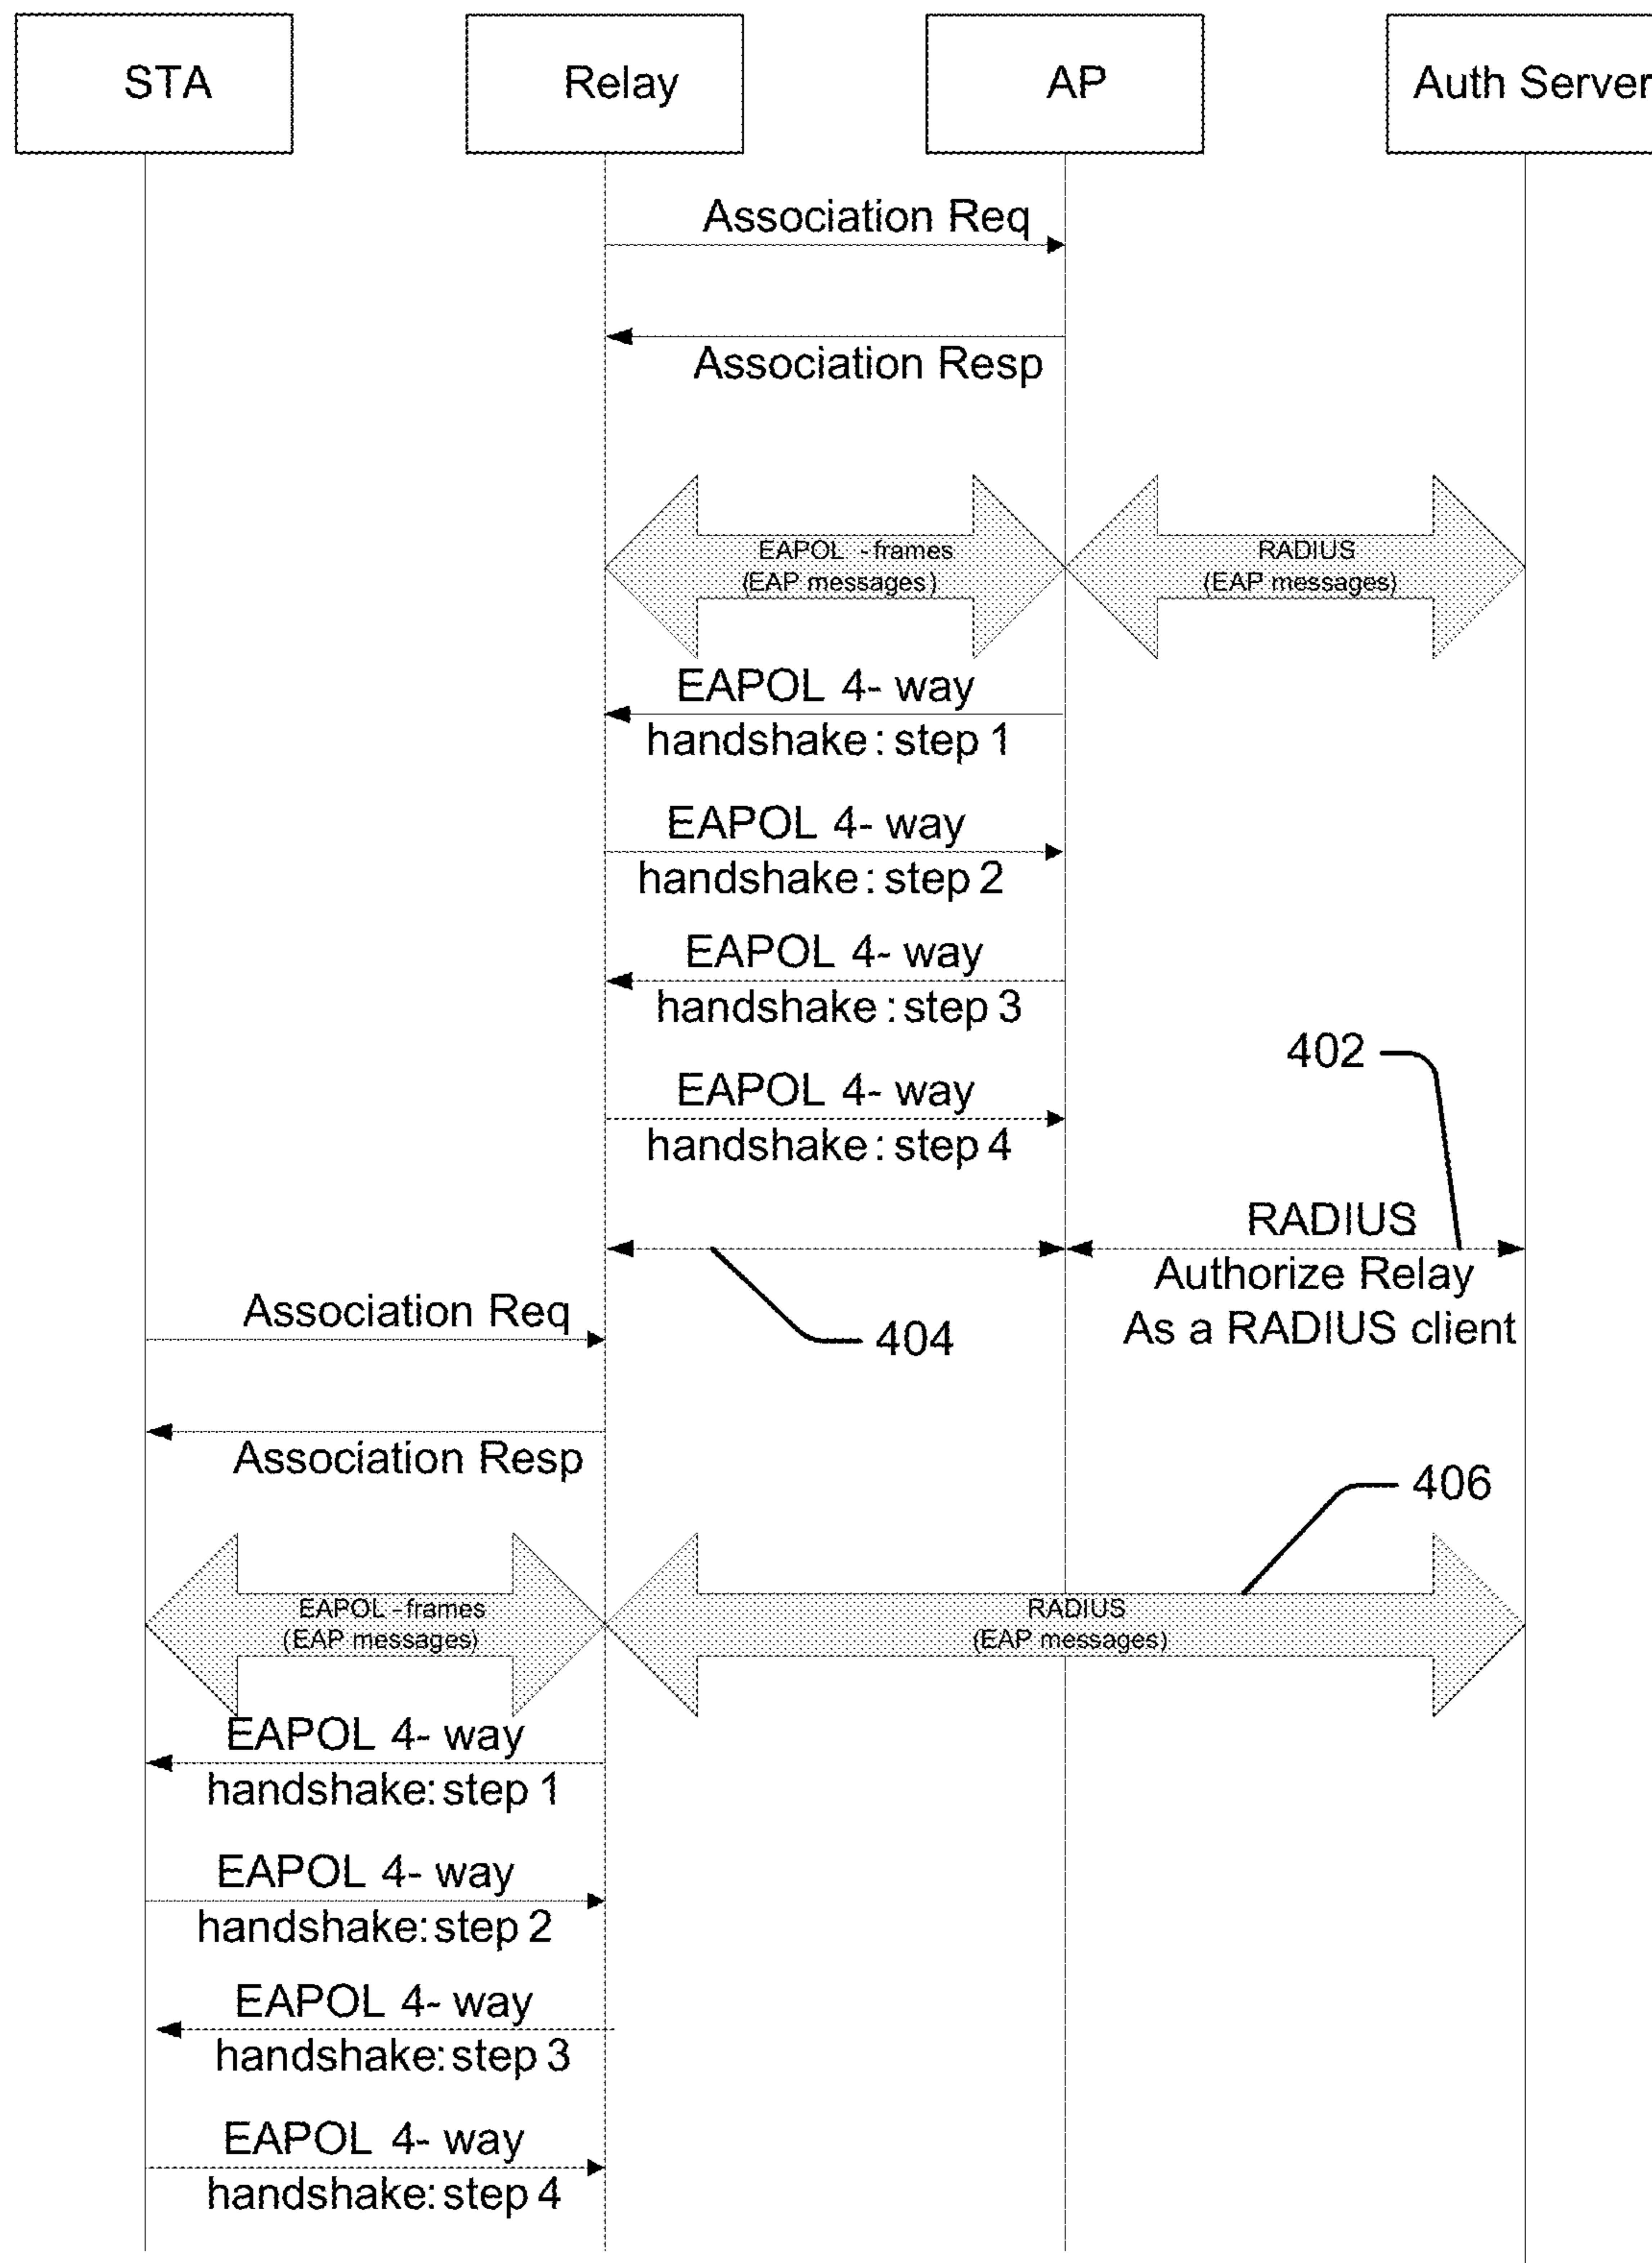 STA
Relay
AP
Auth Server
Association Req
Association Resp
EAPOL - frames
(EAP messages)
RADIUS
(EAP messages)
EAPOL 4- way
handshake: step 1
EAPOL 4- way
handshake: step 2
EAPOL 4- way
handshake: step 3
402
EAPOL 4- way
handshake: step 4
RADIUS
Authorize Relay
As a RADIUS client
Association Req
404
Association Resp
406
EAPOL - frames
(EAP messages)
RADIUS
(EAP messages)
EAPOL 4- way
handshake: step 1
EAPOL 4- way
handshake: step 2
EAPOL 4- way
handshake: step 3
EAPOL 4- way
handshake: step 4